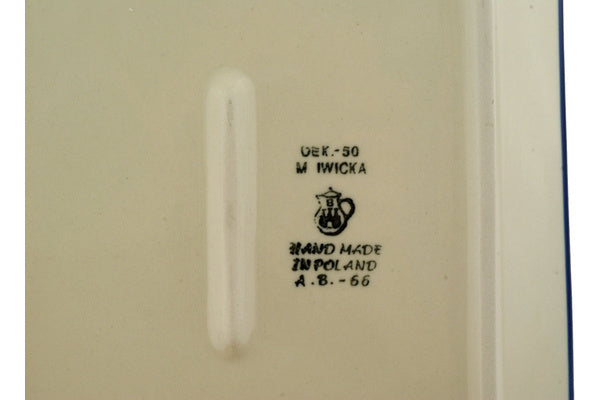 DEK.-50
M IWICKA
B
HAND MADE
IN POLAND
A.B.-66